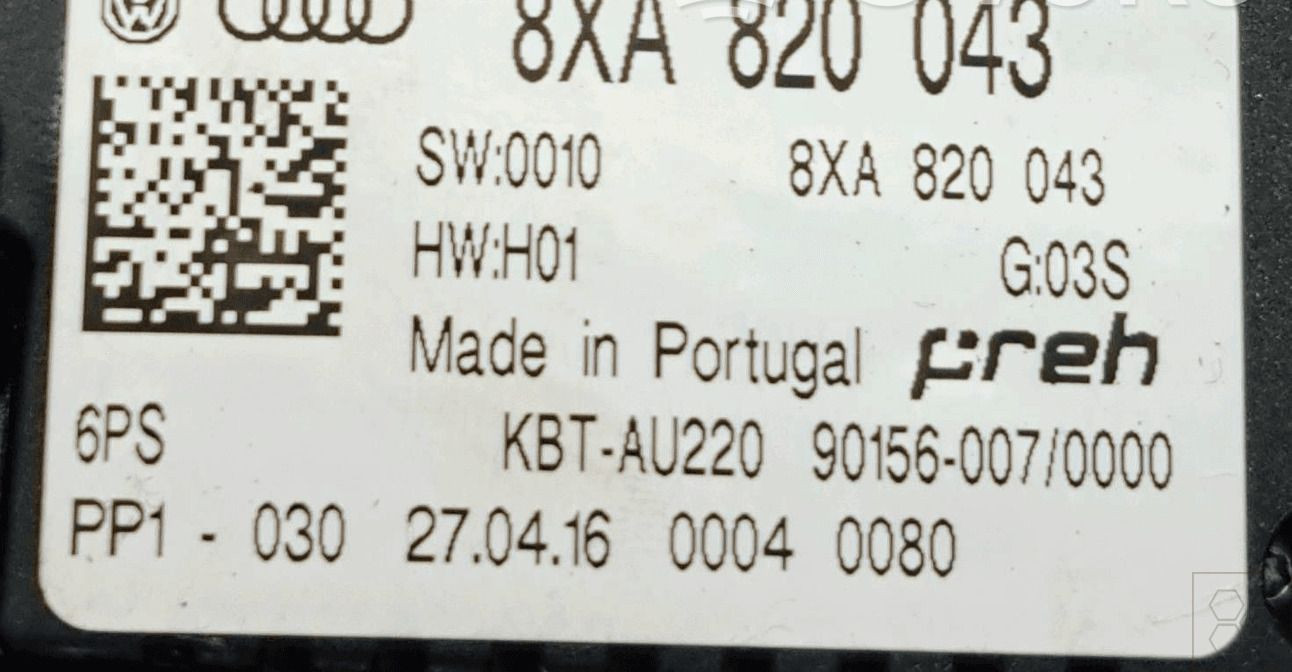 8XA 820 043
SW:0010 8XA 820 043
HW:H01 G:03S
Made in Portugal preh
6PS KBT-AU220 90156-007/0000
PP1 - 030 27.04.16 0004 0080